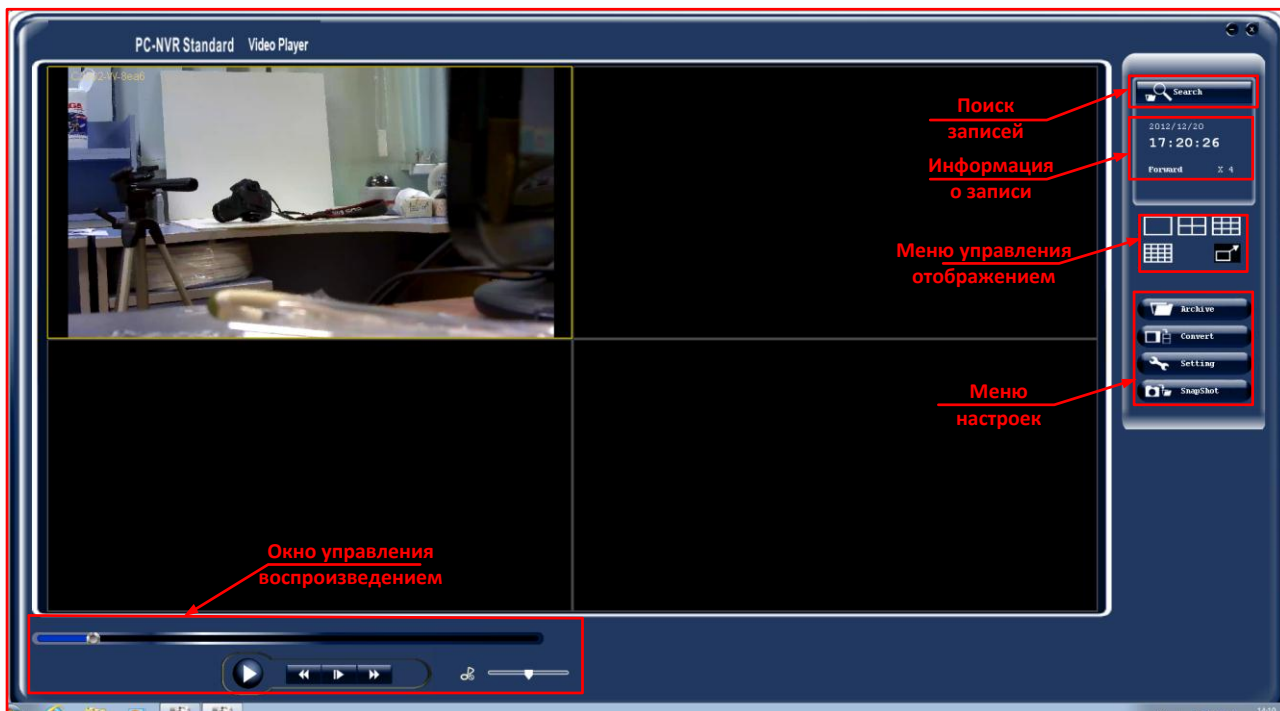 PC-NVR Standard Video Player
Search
Поиск
записей
2012/12/20
17:20:26
Forward X 4
Информация
о записи
Меню управления
отображением
Archive
Convert
Setting
SnapShot
Меню
настроек
Окно управления
воспроизведением